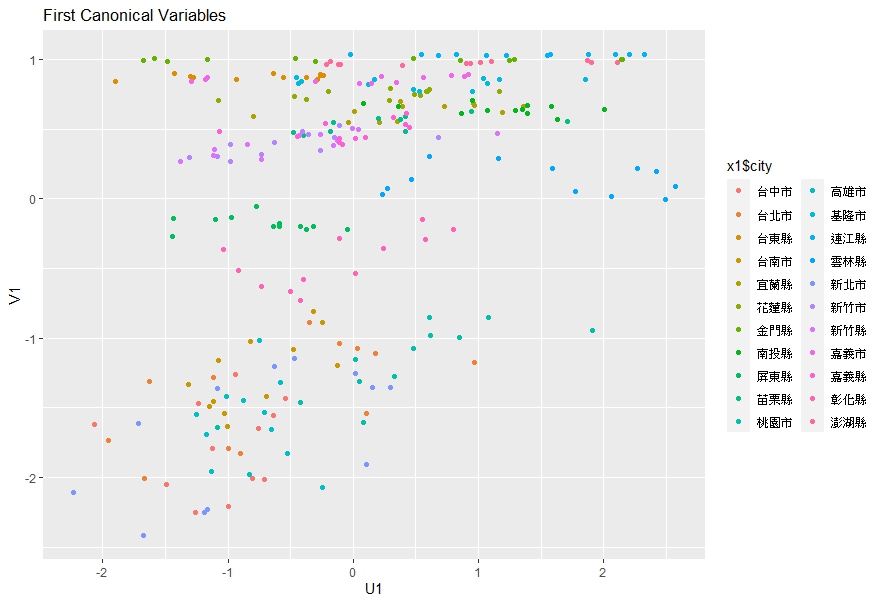 First Canonical Variables
1
0
-1
-2
V1
-2
-1
0
1
2
U1
x1$city
台中市
台北市
台東縣
台南市
宜蘭縣
花蓮縣
金門縣
南投縣
屏東縣
苗栗縣
桃園市
高雄市
基隆市
連江縣
雲林縣
新北市
新竹市
新竹縣
嘉義市
嘉義縣
彰化縣
澎湖縣